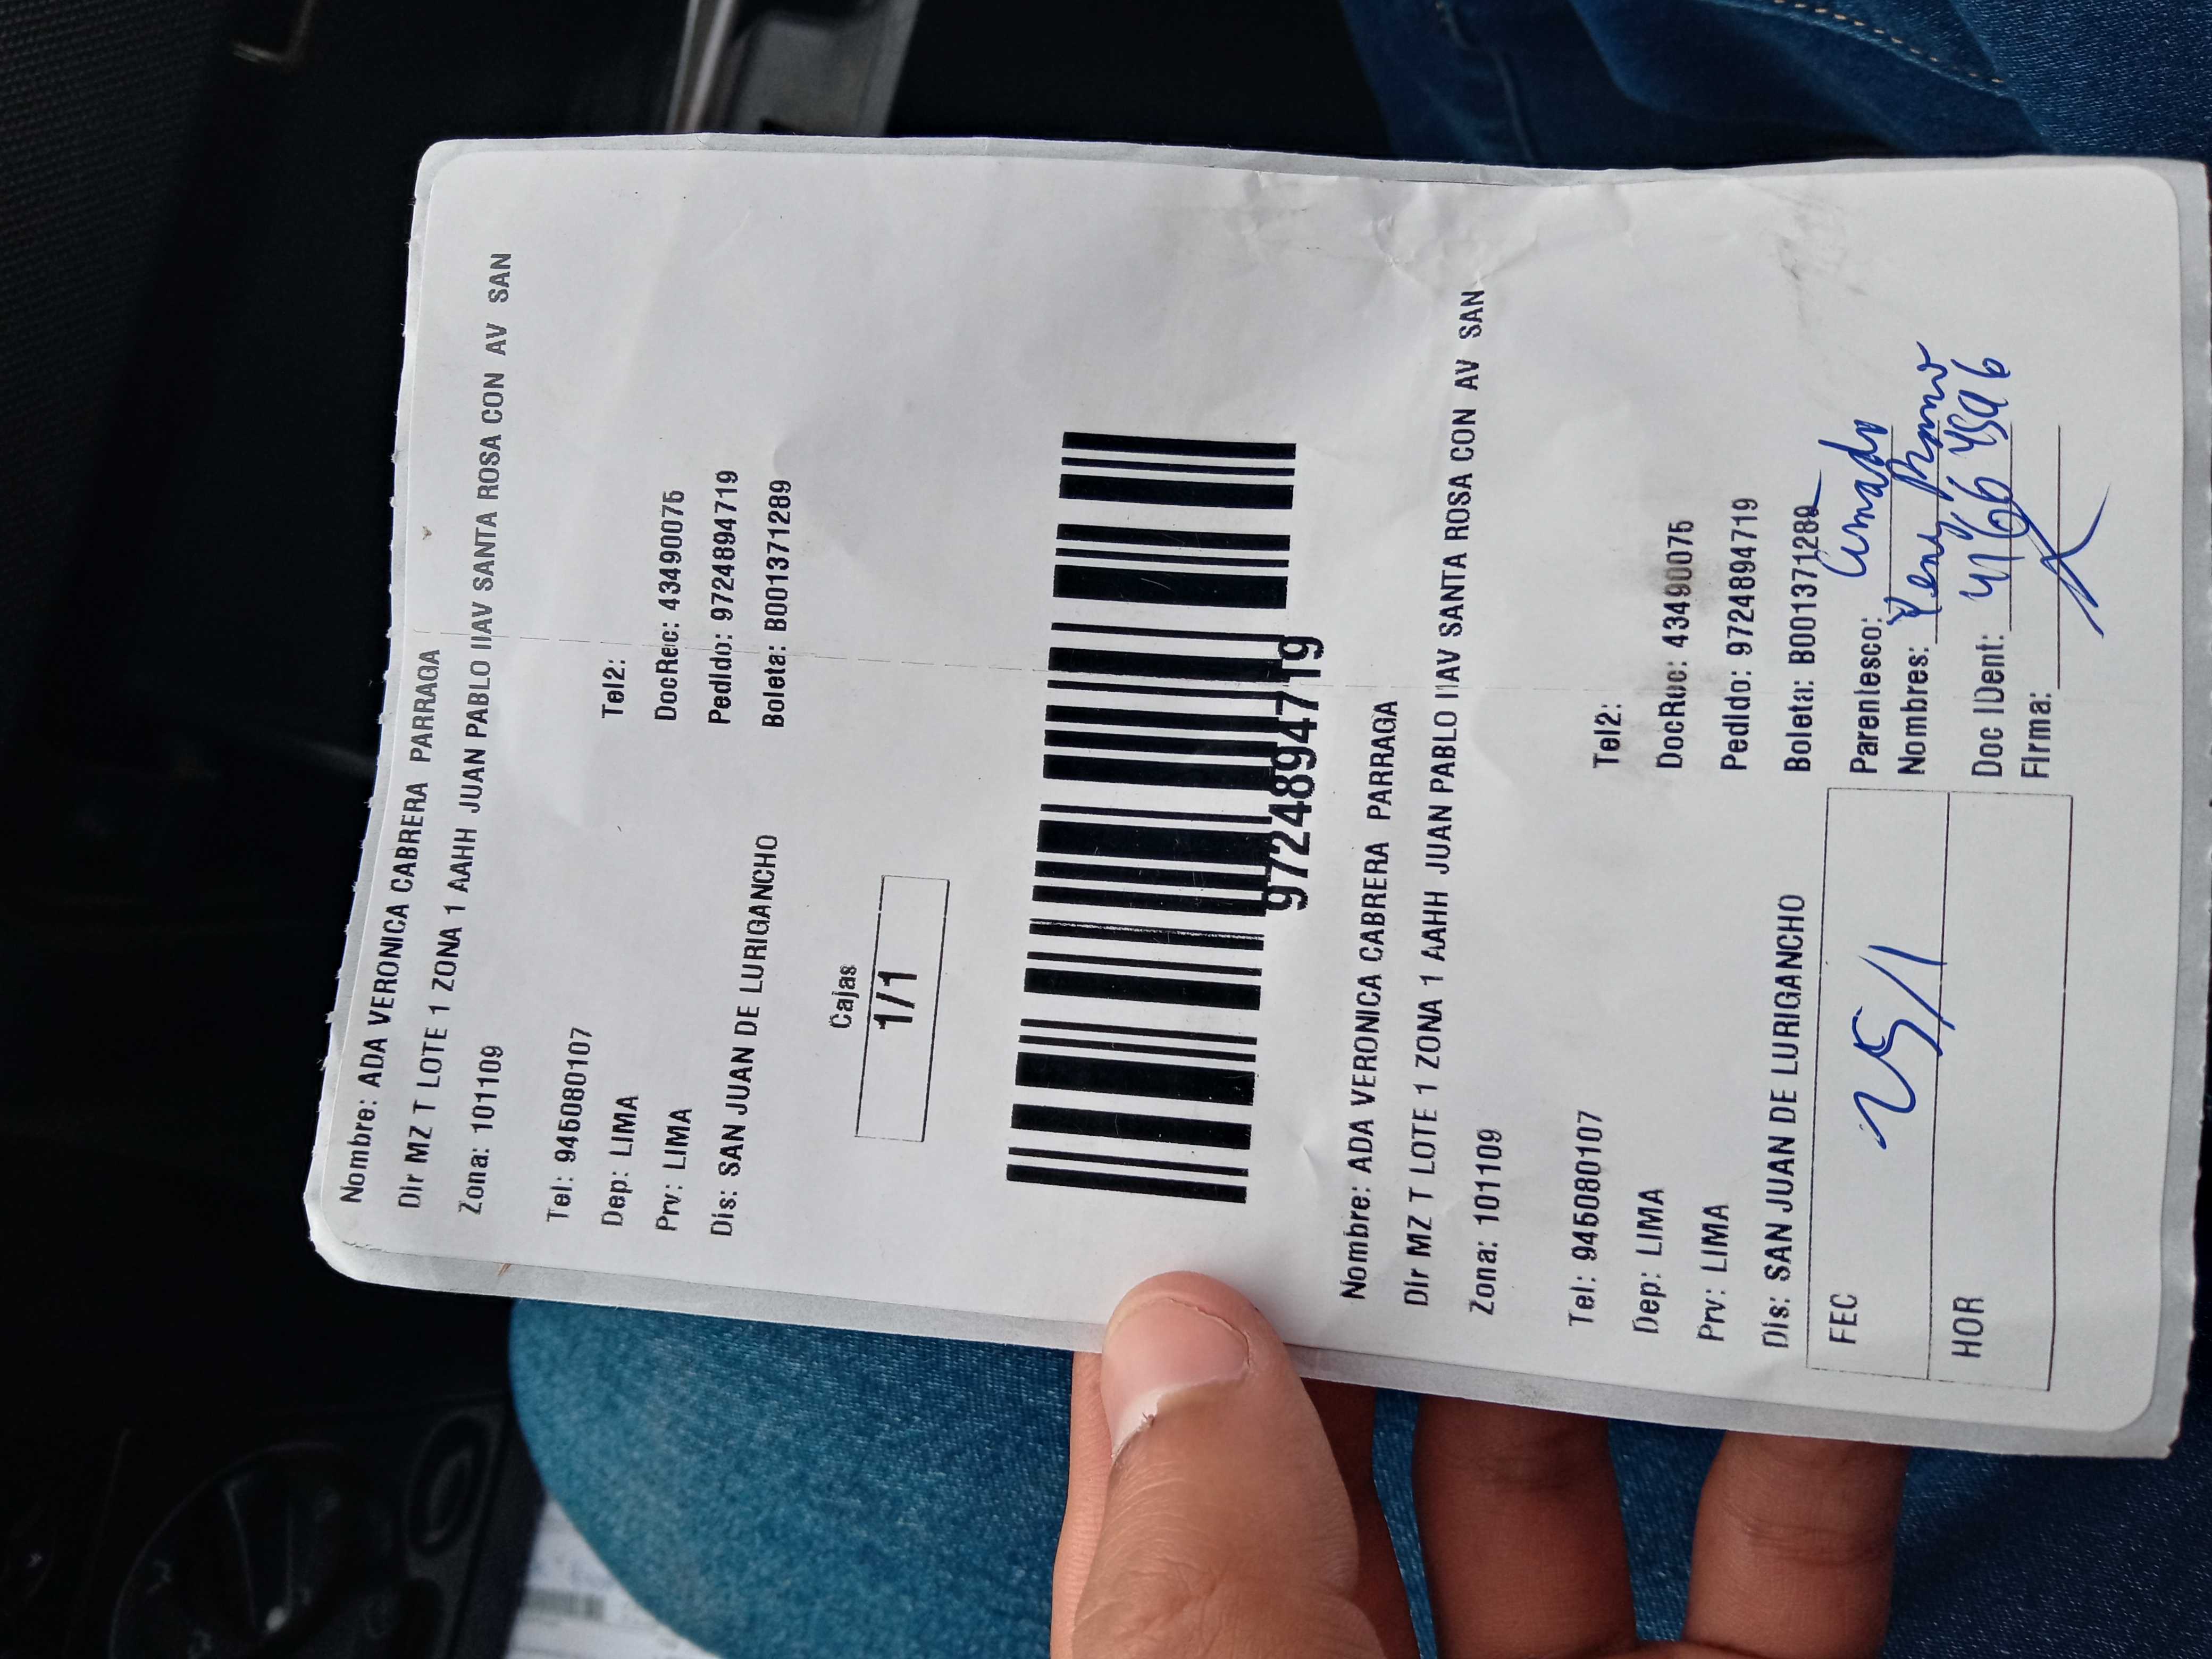 Nombre: ADA VERONICA CABRERA PARRAGA
Dir MZ T LOTE 1 ZONA 1 AAHH JUAN PABLO IIAV SANTA ROSA CON AV SAN
Zona: 101109
Tel: 945080107 Tel2:
Dep: LIMA DocRec: 43490075
Prv: LIMA Pedido: 9724894719
Dis: SAN JUAN DE LURIGANCHO Boleta: B001371289
Cajas
1/1
9724894719
Nombre: ADA VERONICA CABRERA PARRAGA
Dir MZ T LOTE 1 ZONA 1 AAHH JUAN PABLO IIAV SANTA ROSA CON AV SAN
Zona: 101109
Tel: 945080107 Tel2:
Dep: LIMA DocRec: 43490075
Prv: LIMA Pedido: 9724894719
Dis: SAN JUAN DE LURIGANCHO Boleta: B001371289
FEC 25/1 Parentesco:
Nombres:
HOR Doc IDent:
Firma: